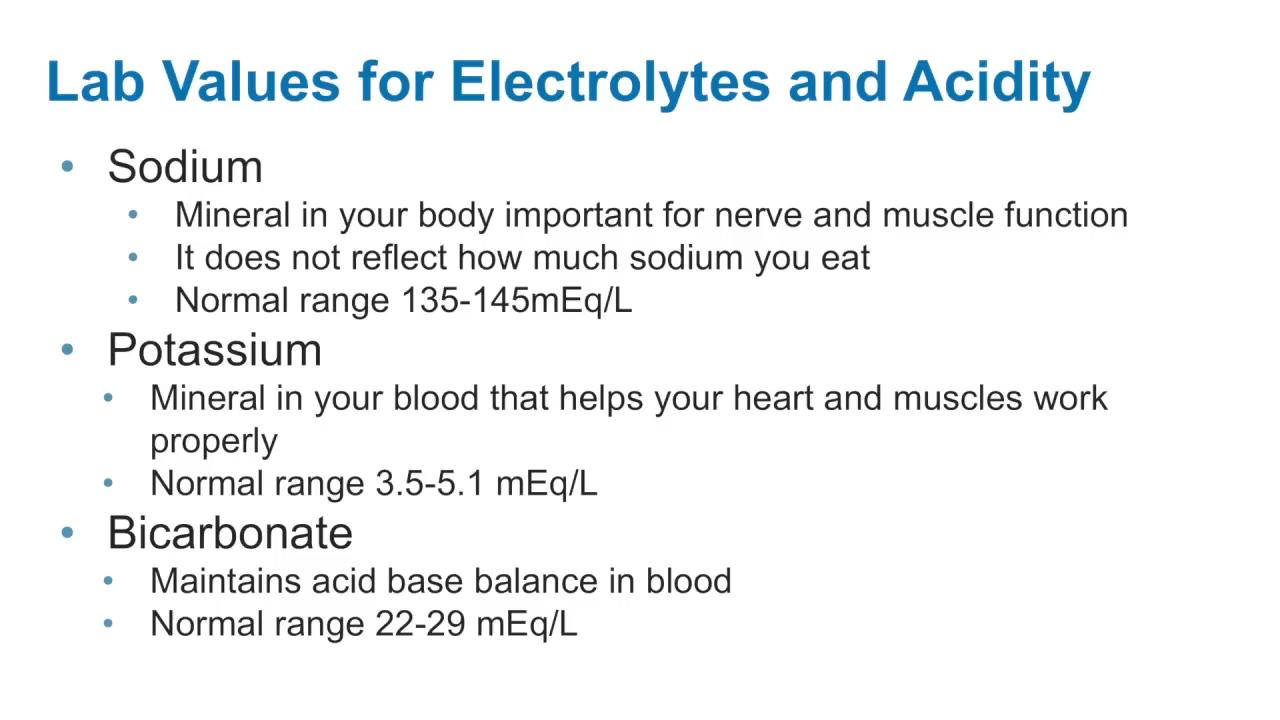 Lab Values for Electrolytes and Acidity
• Sodium
• Mineral in your body important for nerve and muscle function
• It does not reflect how much sodium you eat
• Normal range 135-145mEq/L
• Potassium
• Mineral in your blood that helps your heart and muscles work
properly
• Normal range 3.5-5.1 mEq/L
• Bicarbonate
• Maintains acid base balance in blood
• Normal range 22-29 mEq/L